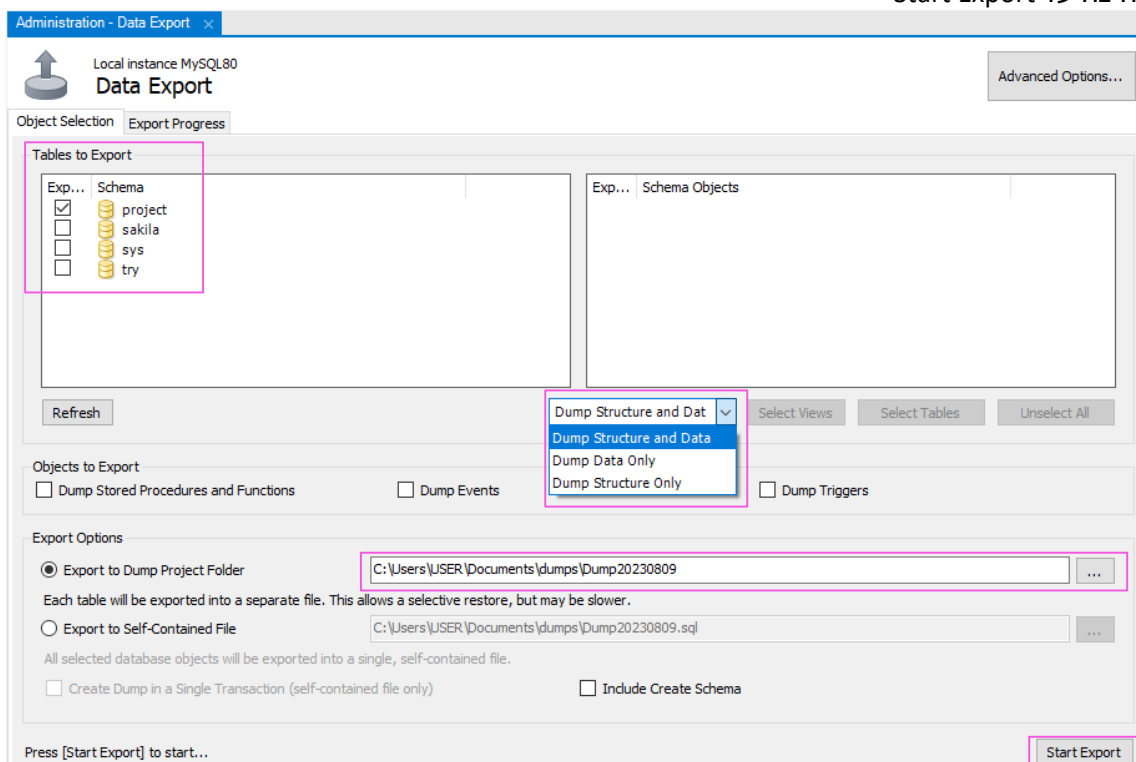 Start Export
Administration - Data Export
Local instance MySQL80
Data Export
Advanced Options...
Object Selection Export Progress
Tables to Export
Exp... Schema
project
sakila
sys
try
Exp... Schema Objects
Refresh
Dump Structure and Dat
Select Views
Select Tables
Unselect All
Dump Structure and Data
Dump Data Only
Dump Structure Only
Objects to Export
Dump Stored Procedures and Functions
Dump Events
Dump Triggers
Export Options
Export to Dump Project Folder
C:\Users\USER\Documents\dumps\Dump20230809
...
Each table will be exported into a separate file. This allows a selective restore, but may be slower.
Export to Self-Contained File
C:\Users\USER\Documents\dumps\Dump20230809.sql
...
All selected database objects will be exported into a single, self-contained file.
Create Dump in a Single Transaction (self-contained file only)
Include Create Schema
Press [Start Export] to start...
Start Export